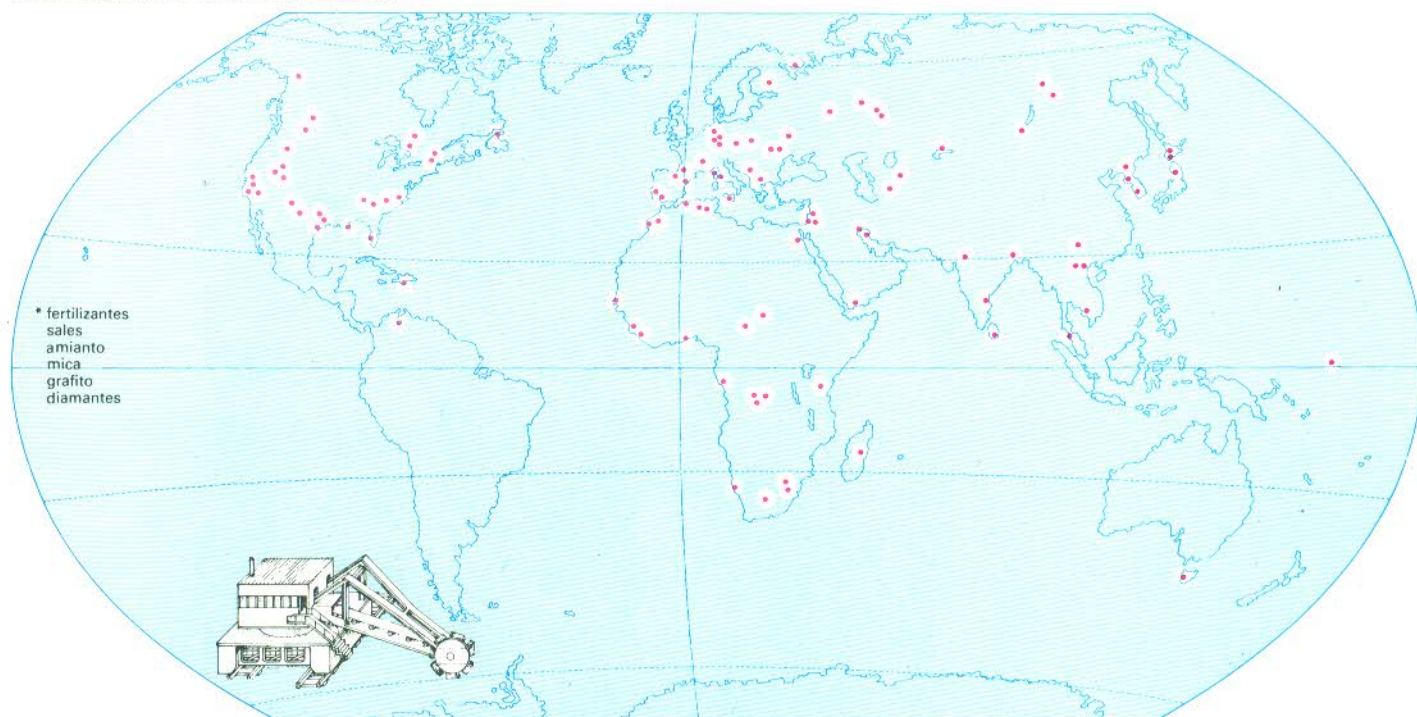 * fertilizantes
sales
amianto
mica
grafito
diamantes